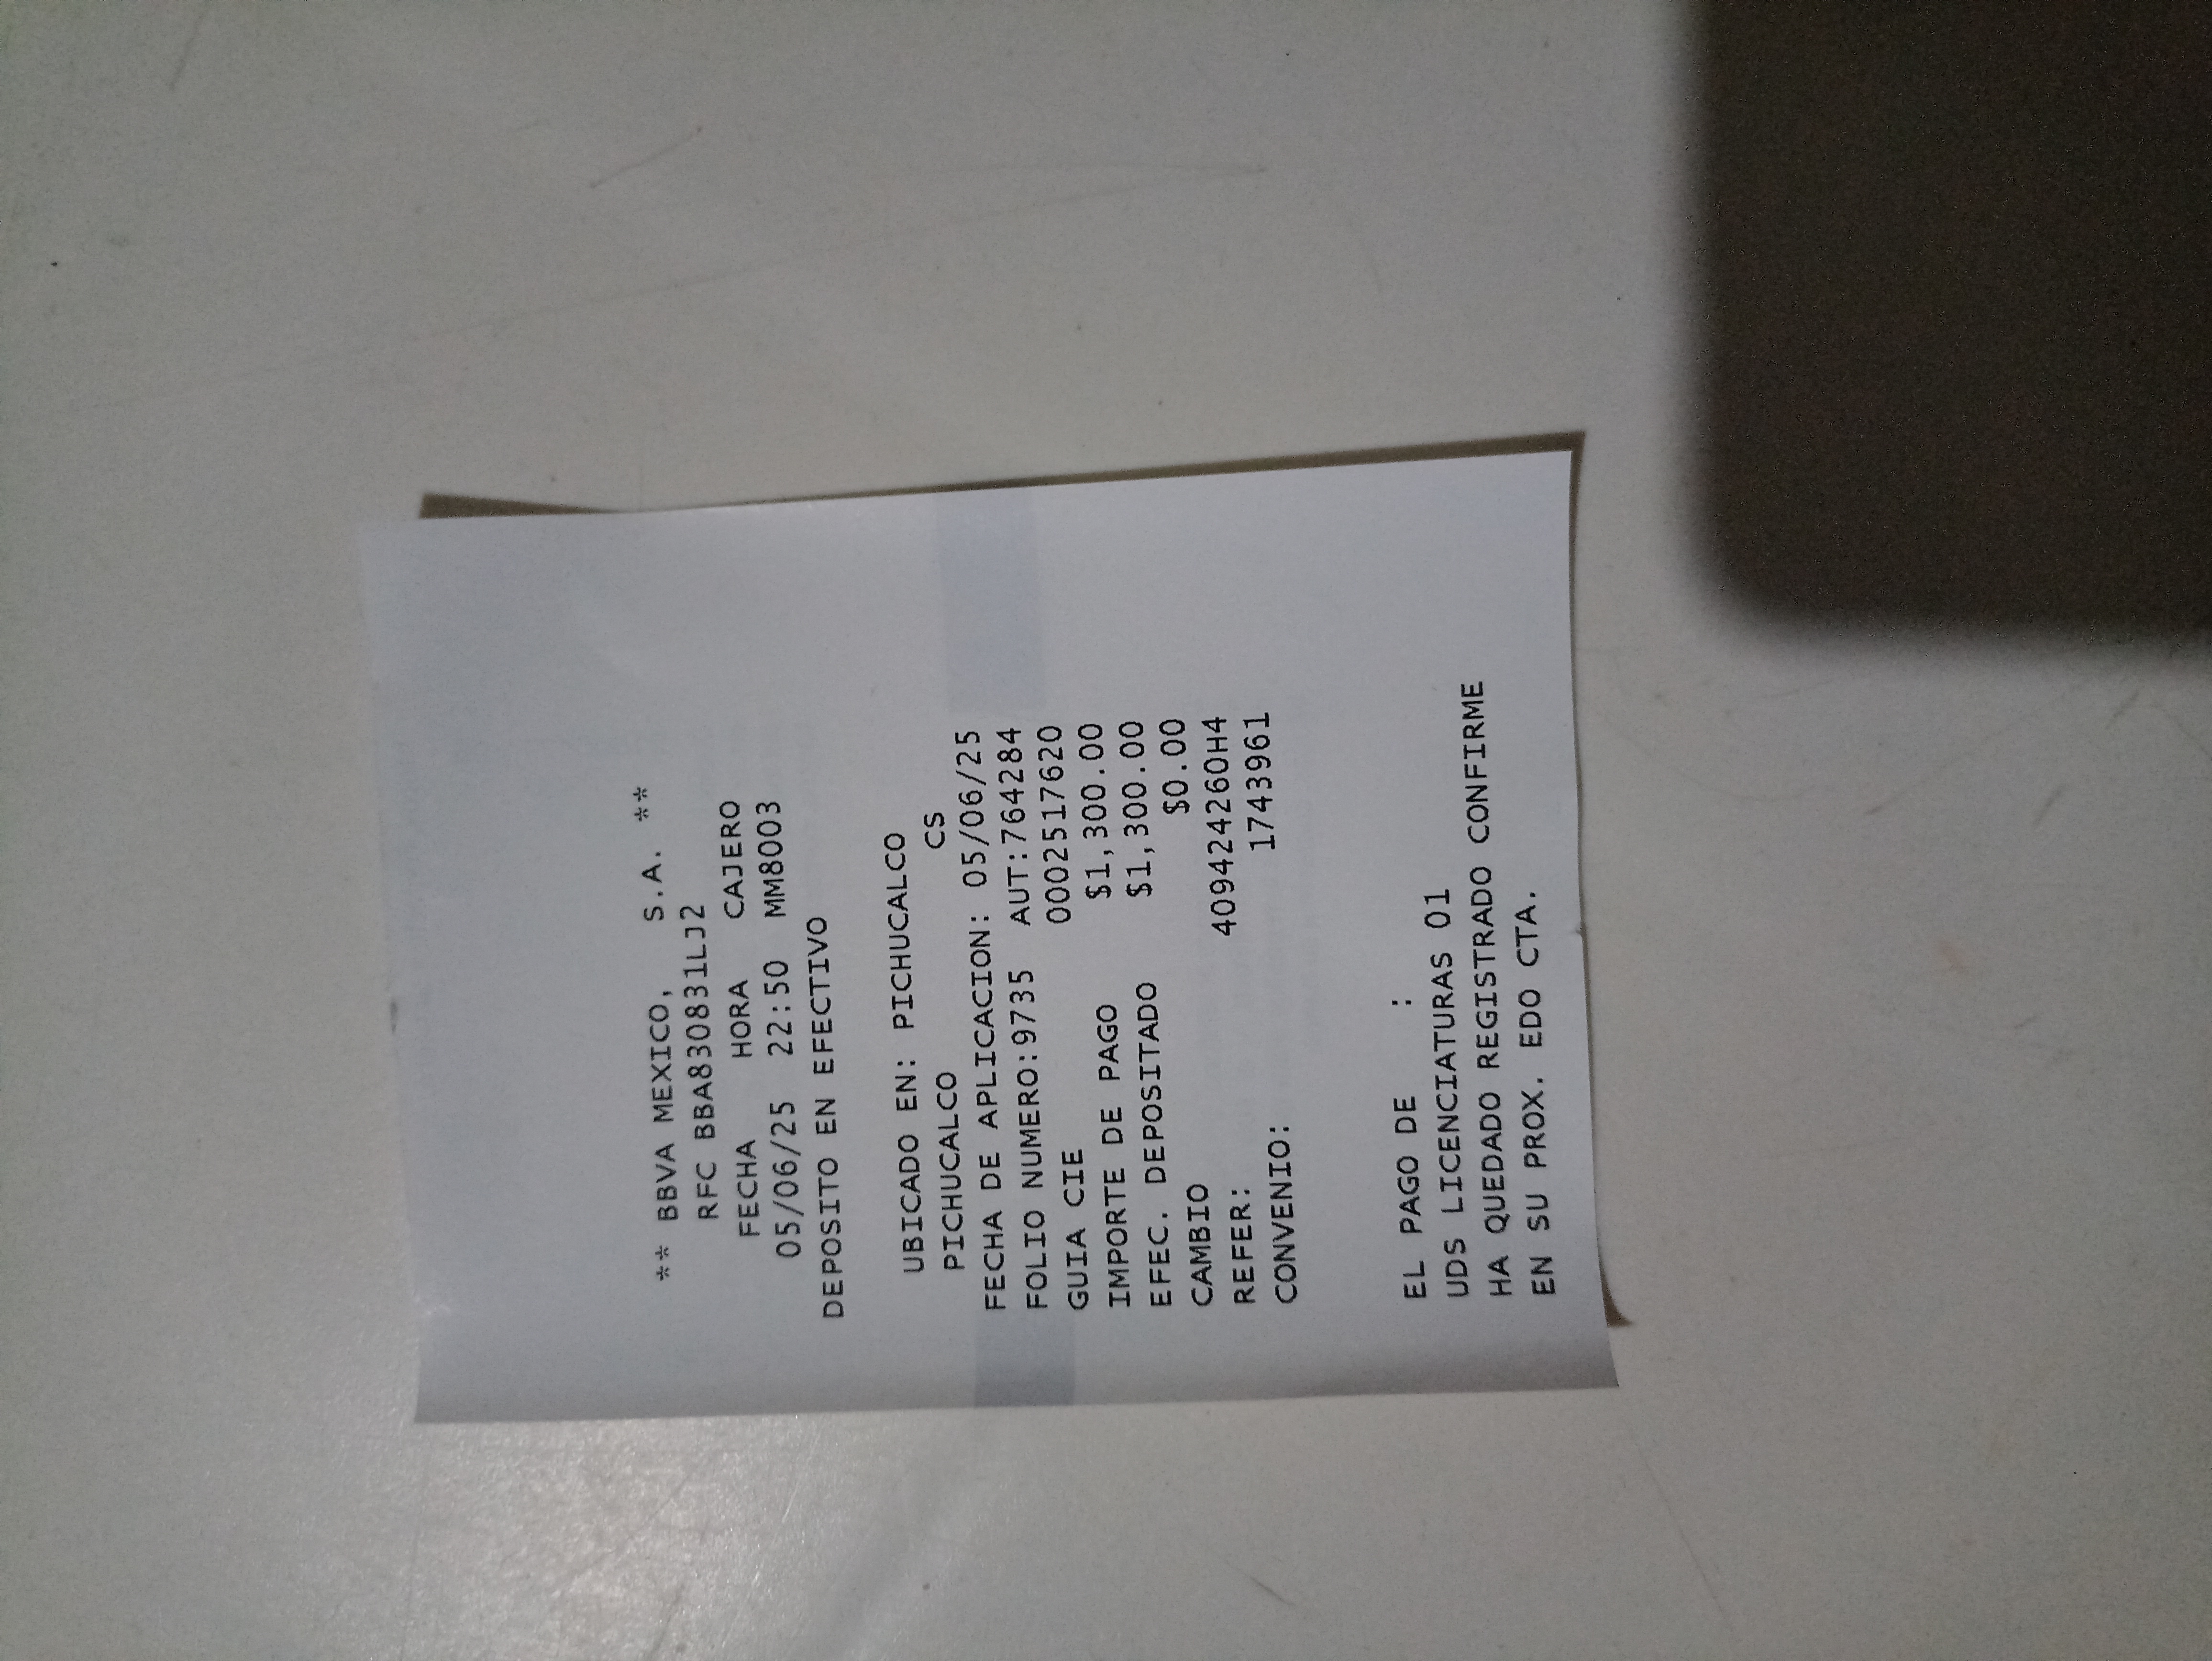 ** BBVA MEXICO, S.A. **
RFC BBA830831LJ2
FECHA HORA CAJERO
05/06/25 22:50 MM8003
DEPOSITO EN EFECTIVO
UBICADO EN: PICHUCALCO
PICHUCALCO CS
FECHA DE APLICACION: 05/06/25
FOLIO NUMERO:9735 AUT:764284
GUIA CIE 0002517620
IMPORTE DE PAGO $1,300.00
EFEC. DEPOSITADO $1,300.00
CAMBIO $0.00
REFER: 409424260H4
CONVENIO: 1743961
EL PAGO DE :
UDS LICENCIATURAS 01
HA QUEDADO REGISTRADO CONFIRME
EN SU PROX. EDO CTA.